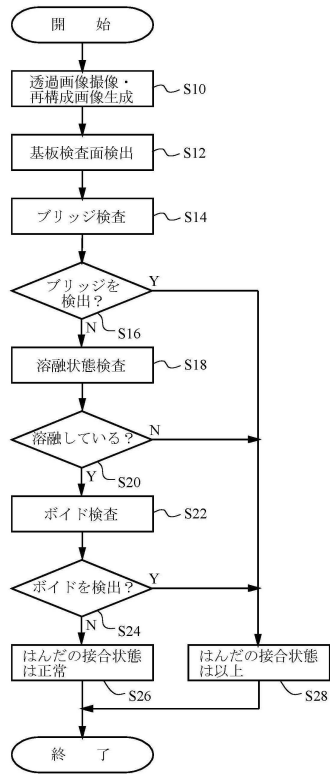 開 始
透過画像撮像・
再構成画像生成
S10
基板検査面検出
S12
ブリッジ検査
S14
ブリッジを
検出？
Y
N
S16
溶融状態検査
S18
溶融している？
N
Y
S20
ボイド検査
S22
ボイドを検出？
Y
N
S24
はんだの接合状態
は正常
S26
はんだの接合状態
は以上
S28
終 了